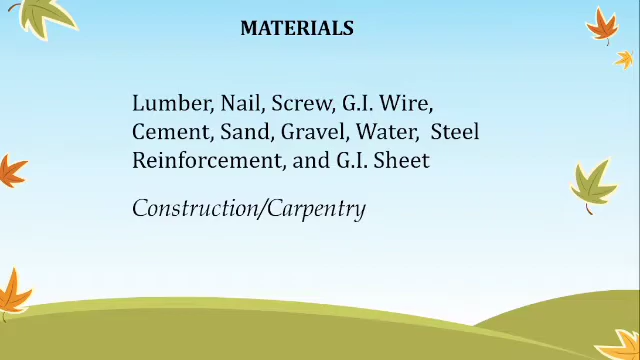 MATERIALS
Lumber, Nail, Screw, G.I. Wire,
Cement, Sand, Gravel, Water,  Steel
Reinforcement, and G.I. Sheet
Construction/Carpentry